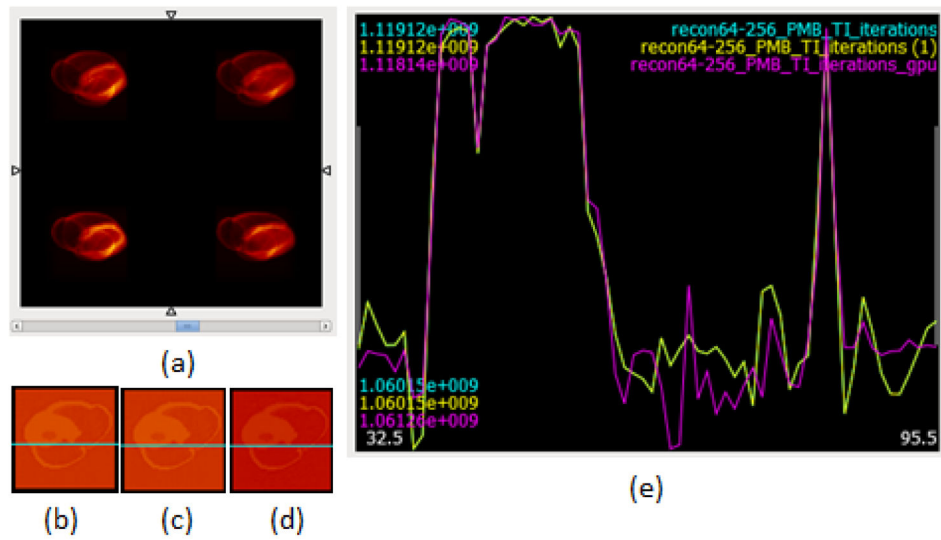 1.11912e+009 recon64-256_PMB_TI_iterations
1.11912e+009 recon64-256_PMB_TI_iterations (1)
1.11814e+009 recon64-256_PMB_TI_iterations_gpu
(a)
1.06015e+009
1.06015e+009
1.06126e+009
32.5 95.5
(b) (c) (d)
(e)